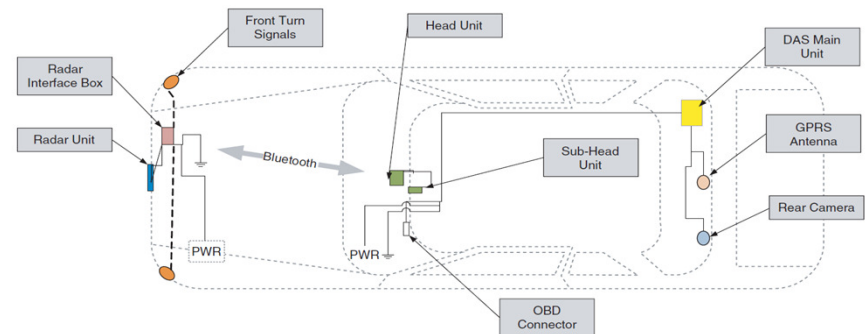 Front Turn
Signals
Head Unit
DAS Main
Unit
Radar
Interface Box
Radar Unit
Bluetooth
Sub-Head
Unit
GPRS
Antenna
Rear Camera
PWR
PWR
OBD
Connector